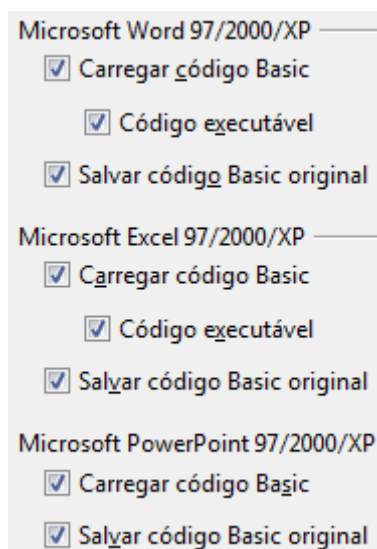 Microsoft Word 97/2000/XP
Carregar código Basic
Código executável
Salvar código Basic original
Microsoft Excel 97/2000/XP
Carregar código Basic
Código executável
Salvar código Basic original
Microsoft PowerPoint 97/2000/XP
Carregar código Basic
Salvar código Basic original